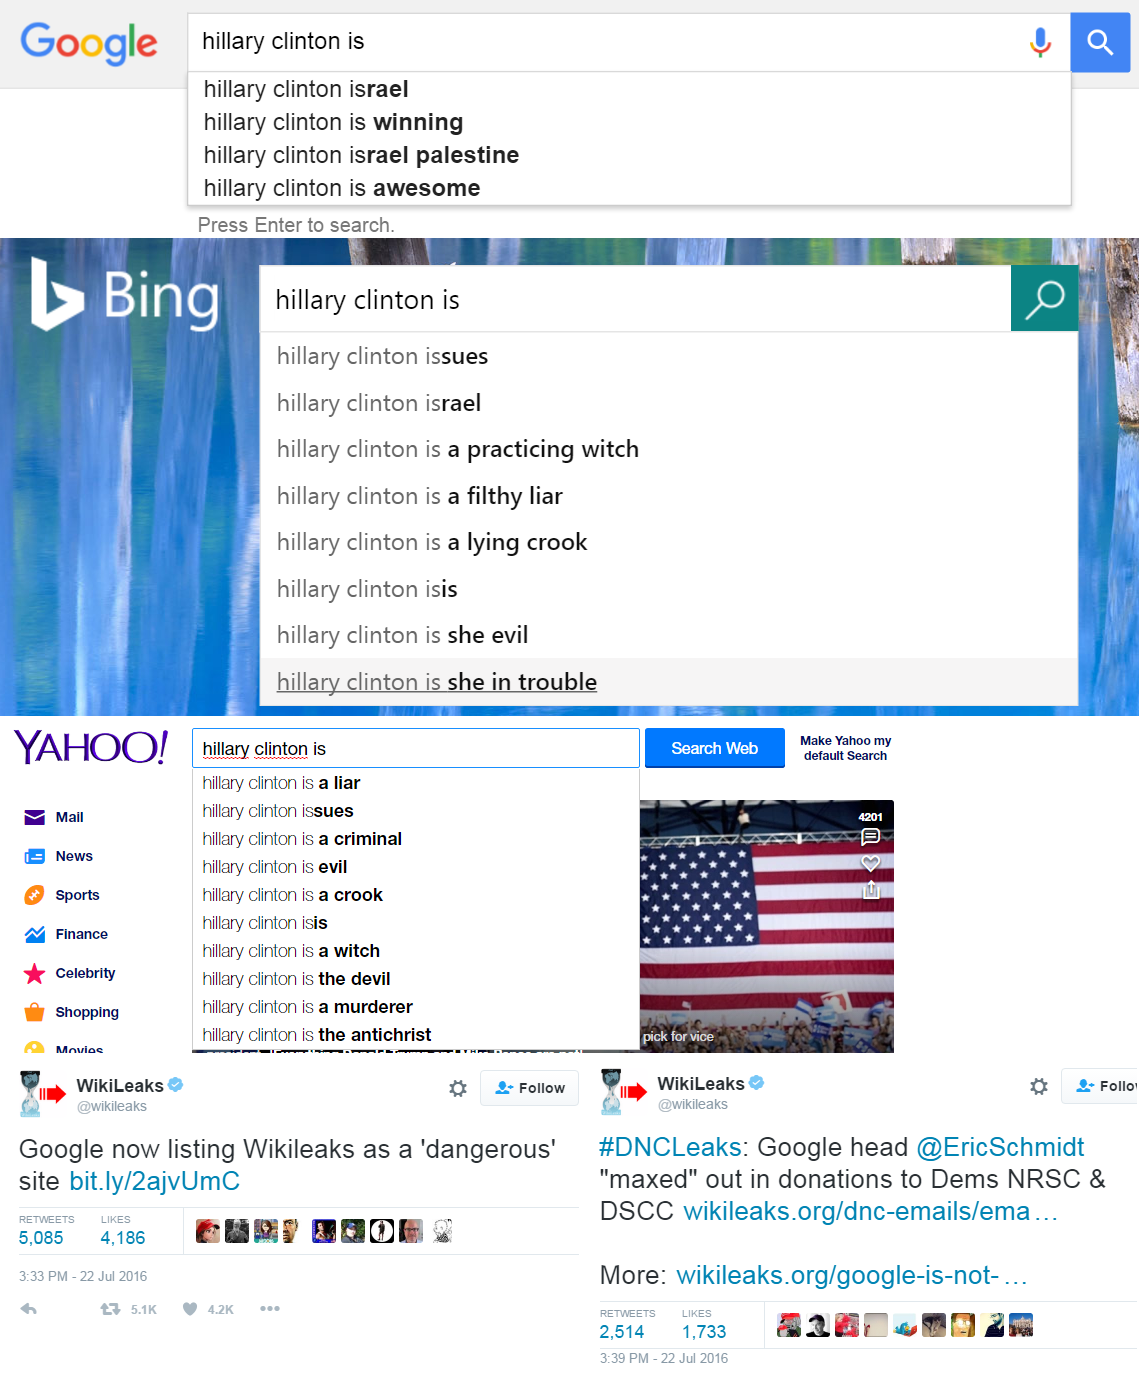 Google
hillary clinton is
hillary clinton israel
hillary clinton is winning
hillary clinton israel palestine
hillary clinton is awesome
Press Enter to search.
Bing
hillary clinton is
hillary clinton issues
hillary clinton israel
hillary clinton is a practicing witch
hillary clinton is a filthy liar
hillary clinton is a lying crook
hillary clinton isis
hillary clinton is she evil
hillary clinton is she in trouble
YAHOO!
hillary clinton is
Search Web
Make Yahoo my
default Search
hillary clinton is a liar
hillary clinton issues
hillary clinton is a criminal
hillary clinton is evil
hillary clinton is a crook
hillary clinton isis
hillary clinton is a witch
hillary clinton is the devil
hillary clinton is a murderer
hillary clinton is the antichrist
Mail
News
Sports
Finance
Celebrity
Shopping
Movies
4201
pick for vice
WikiLeaks
@wikileaks
Follow
Google now listing Wikileaks as a 'dangerous'
site bit.ly/2ajvUmC
RETWEETS LIKES
5,085 4,186
3:33 PM - 22 Jul 2016
5.1K 4.2K
WikiLeaks
@wikileaks
Follo
#DNCLeaks: Google head @EricSchmidt
"maxed" out in donations to Dems NRSC &
DSCC wikileaks.org/dnc-emails/ema…
More: wikileaks.org/google-is-not-…
RETWEETS LIKES
2,514 1,733
3:39 PM - 22 Jul 2016